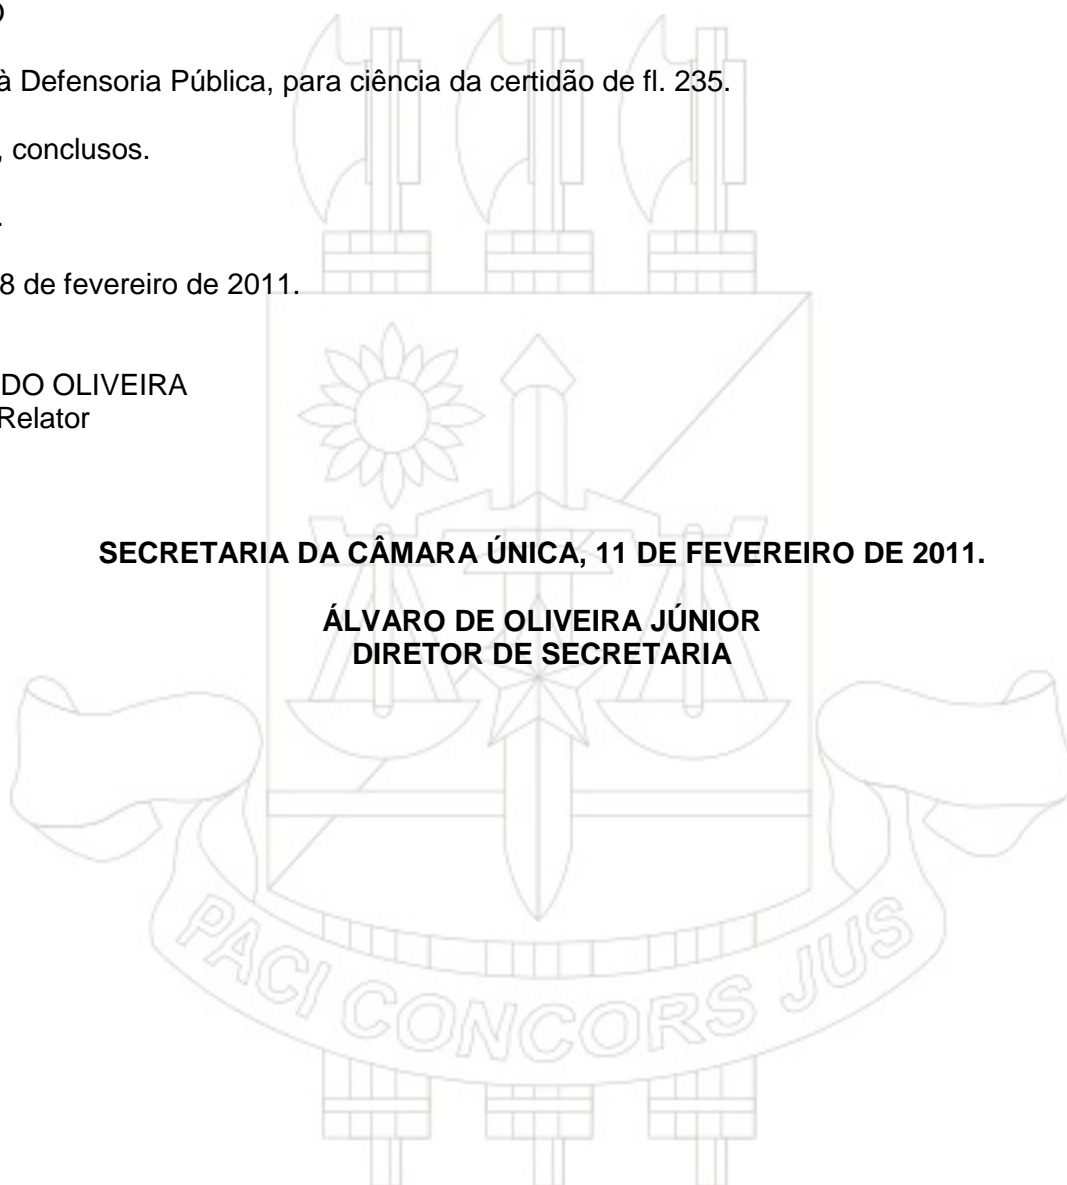 O
à Defensoria Pública, para ciência da certidão de fl. 235.
, conclusos.
.
8 de fevereiro de 2011.
DO OLIVEIRA
Relator
SECRETARIA DA CÂMARA ÚNICA, 11 DE FEVEREIRO DE 2011.
ÁLVARO DE OLIVEIRA JÚNIOR
DIRETOR DE SECRETARIA
PACI CONCORS JUS